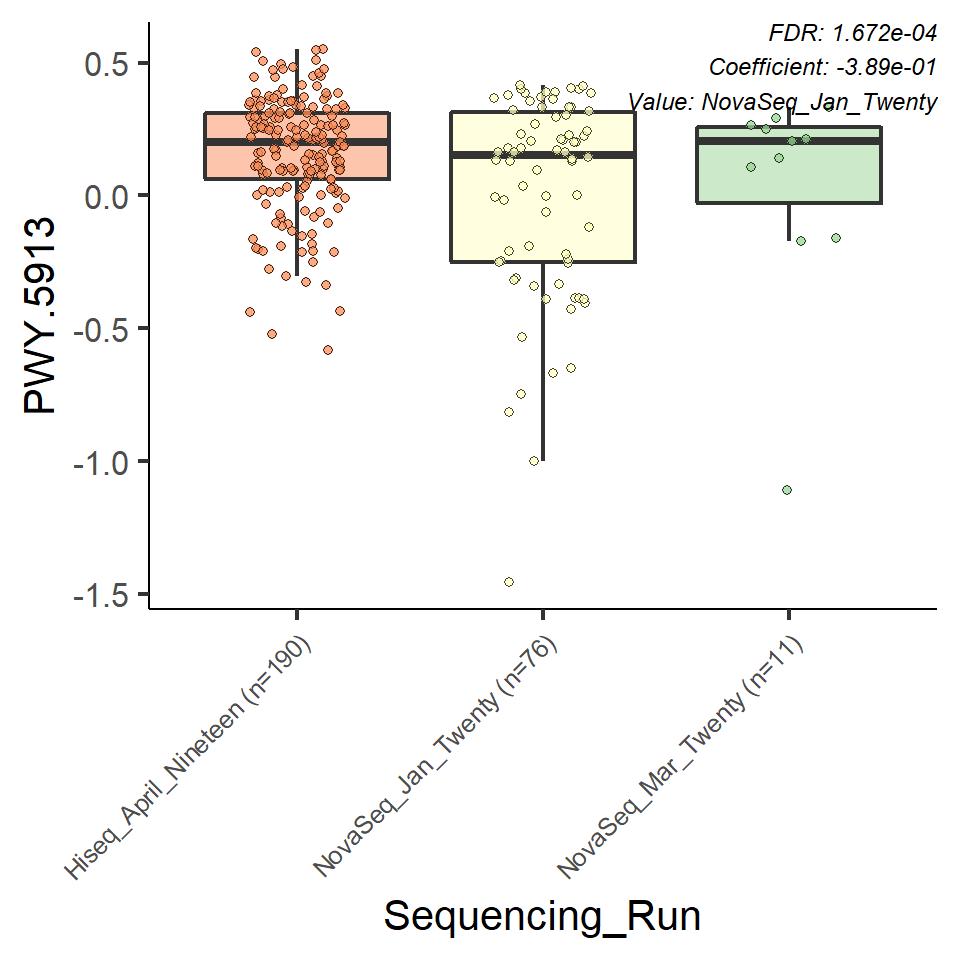 FDR: 1.672e-04
Coefficient: -3.89e-01
Value: NovaSeq_Jan_Twenty
PWY.5913
0.5
0.0
-0.5
-1.0
-1.5
Hiseq_April_Nineteen (n=190)
NovaSeq_Jan_Twenty (n=76)
NovaSeq_Mar_Twenty (n=11)
Sequencing_Run